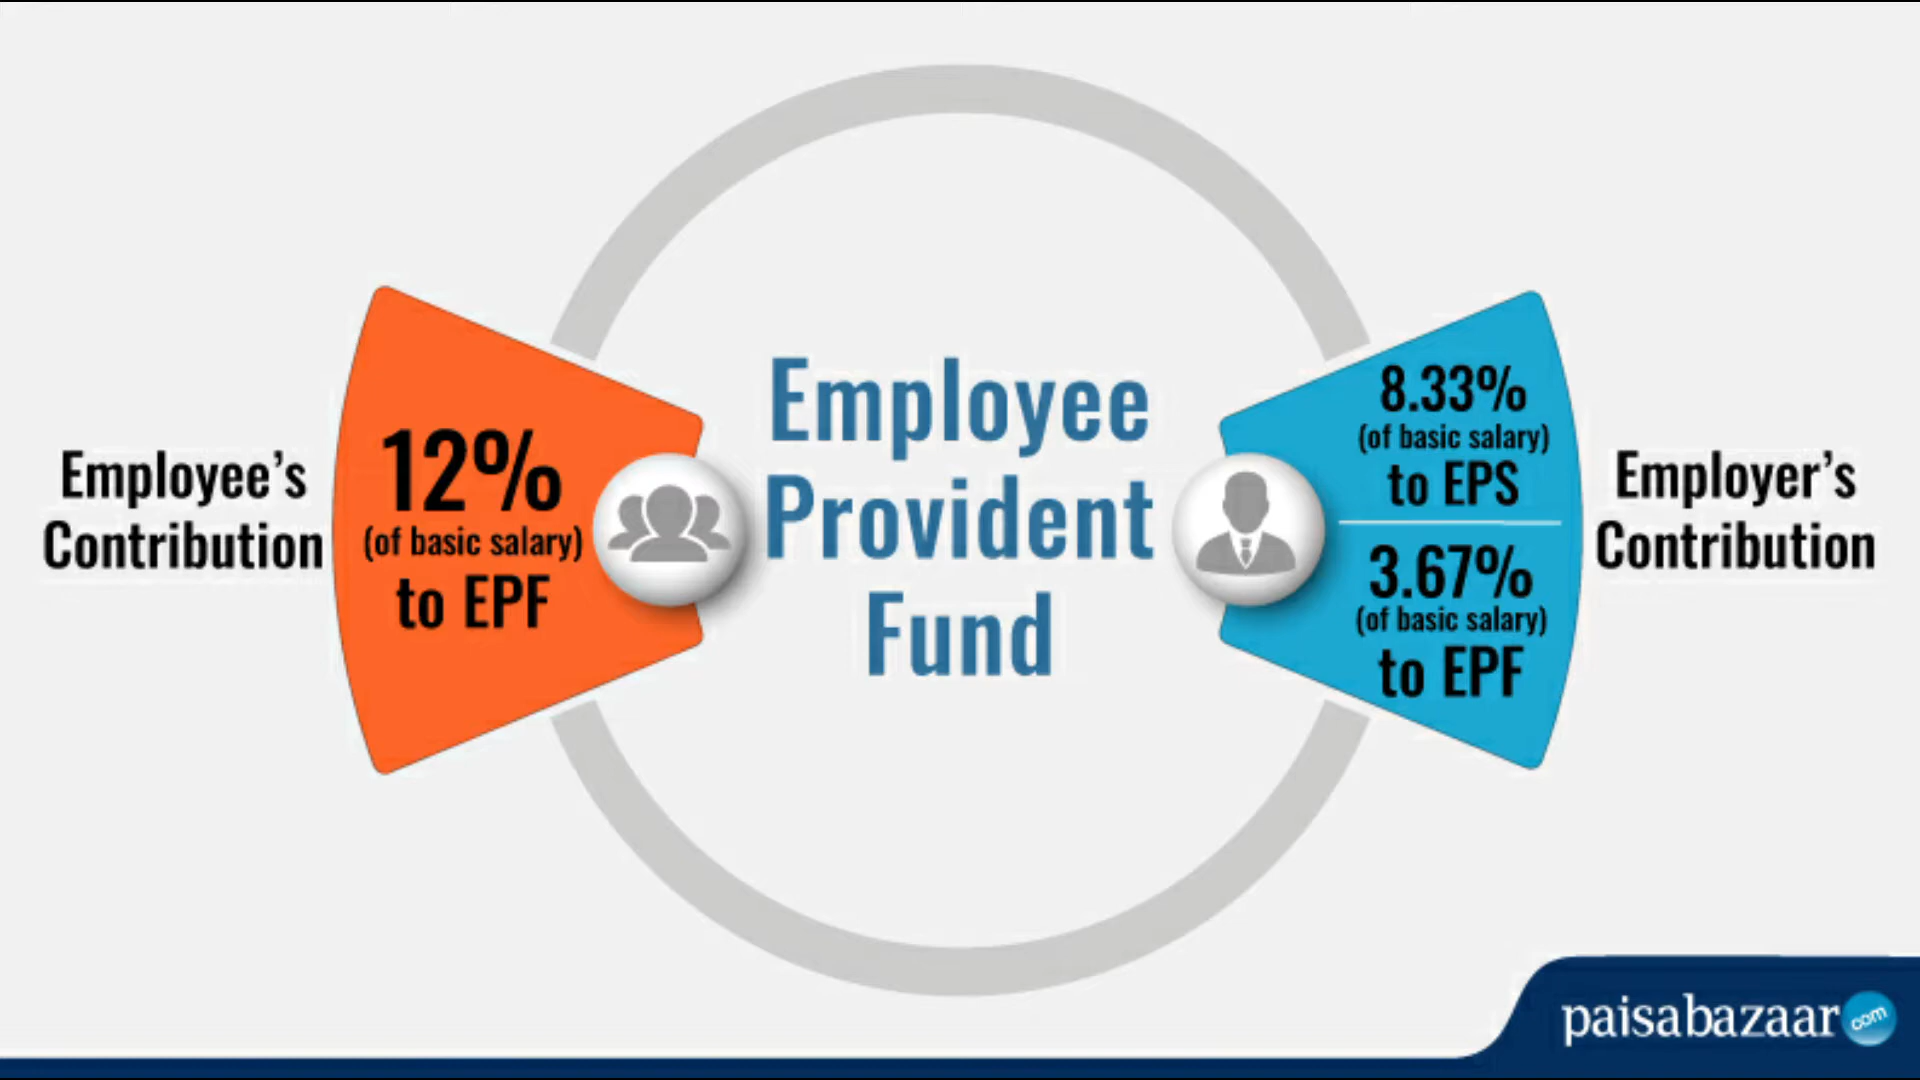 Employee's
Contribution
12%
(of basic salary)
to EPF
Employee
Provident
Fund
8.33%
(of basic salary)
to EPS
3.67%
(of basic salary)
to EPF
Employer's
Contribution
paisabazaar com